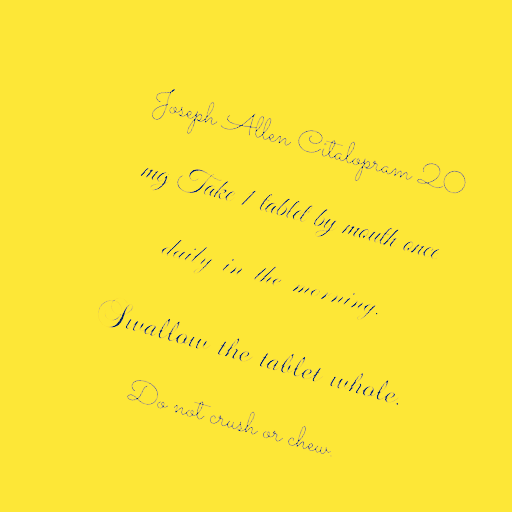 Joseph Allen Citalopram 20
mg Take 1 tablet by mouth once
daily in the morning.
Swallow the tablet whole.
Do not crush or chew